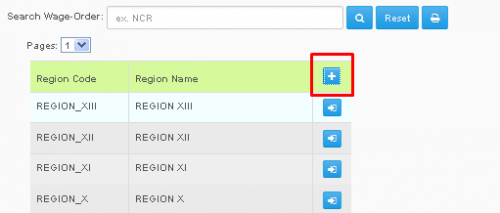 Search Wage-Order: ex. NCR Reset
Pages: 1
Region Code Region Name
REGION_XIII REGION XIII
REGION_XII REGION XII
REGION_XI REGION XI
REGION_X REGION X